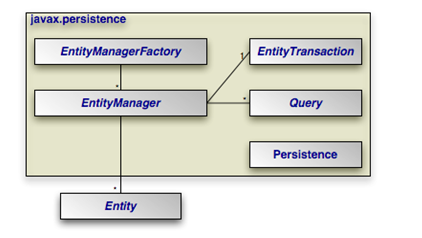 javax.persistence
EntityManagerFactory
EntityTransaction
1
*
EntityManager
*
Query
Persistence
*
Entity